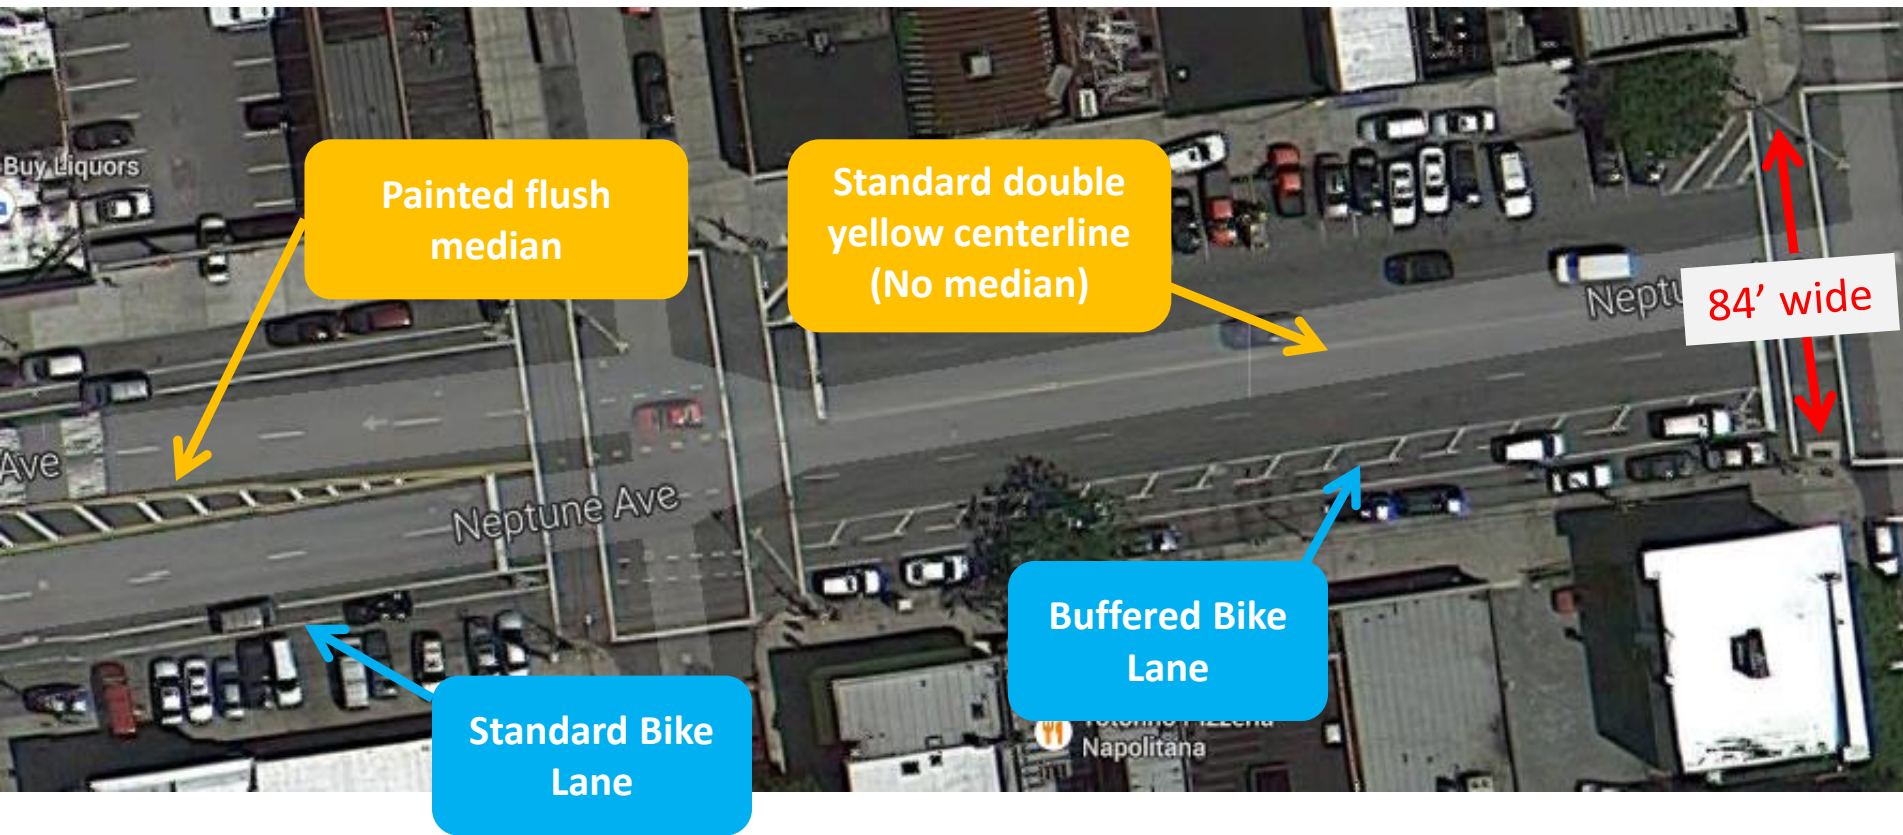 Buy Liquors
Painted flush
median
Standard double
yellow centerline
(No median)
Neptu
84’ wide
Ave
Neptune Ave
Buffered Bike
Lane
Standard Bike
Lane
Napolitana